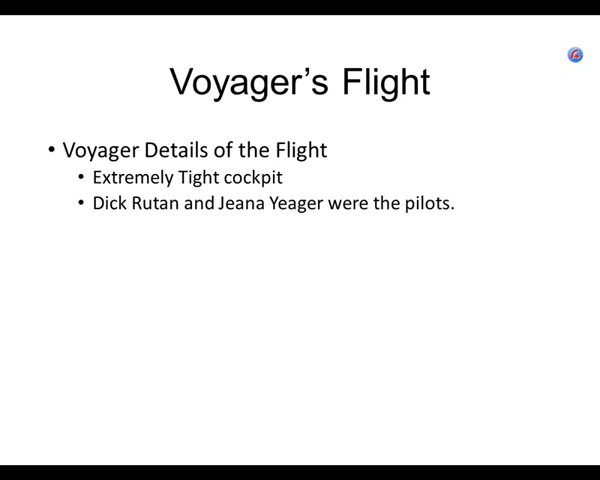 Voyager’s Flight
• Voyager Details of the Flight
• Extremely Tight cockpit
• Dick Rutan and Jeana Yeager were the pilots.